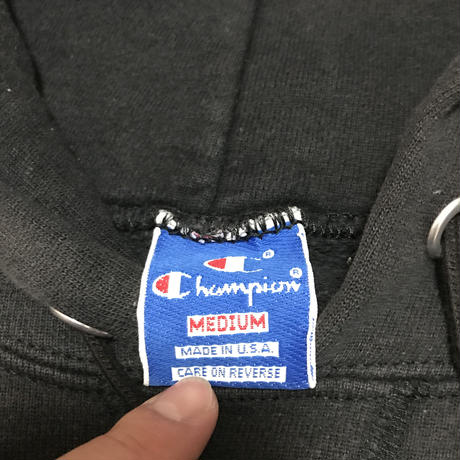 ®
Champion®
MEDIUM
MADE IN U.S.A.
CARE ON REVERSE